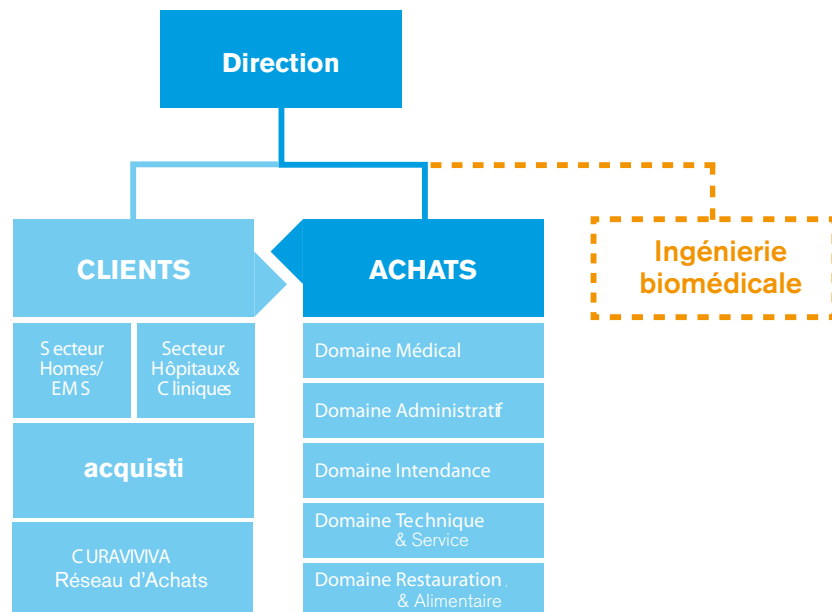 Direction
CLIENTS
Secteur
Homes/
EMS
Secteur
Hôpitaux&
Cliniques
acquisti
CURAVIVIVA
Réseau d'Achats
ACHATS
Domaine Médical
Domaine Administratif
Domaine Intendance
Domaine Technique
& Service
Domaine Restauration
& Alimentaire
Ingénierie
biomédicale